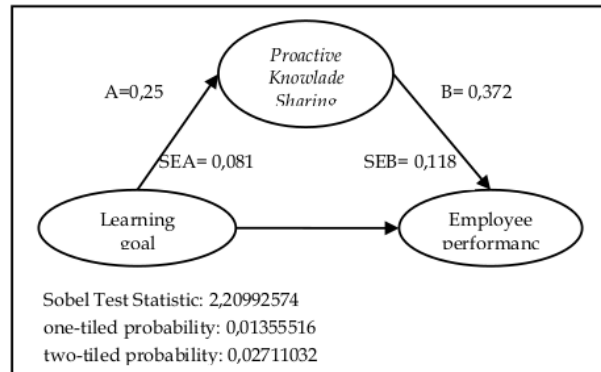 Proactive
Knowlade
Sharing
A=0,25
B= 0,372
SEA= 0,081
SEB= 0,118
Learning
goal
Employee
performanc
Sobel Test Statistic: 2,20992574
one-tiled probability: 0,01355516
two-tiled probability: 0,02711032